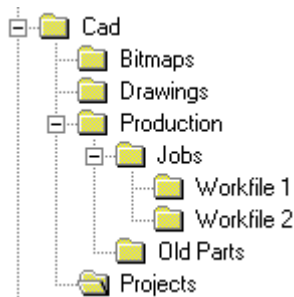 Cad
Bitmaps
Drawings
Production
Jobs
Workfile 1
Workfile 2
Old Parts
Projects